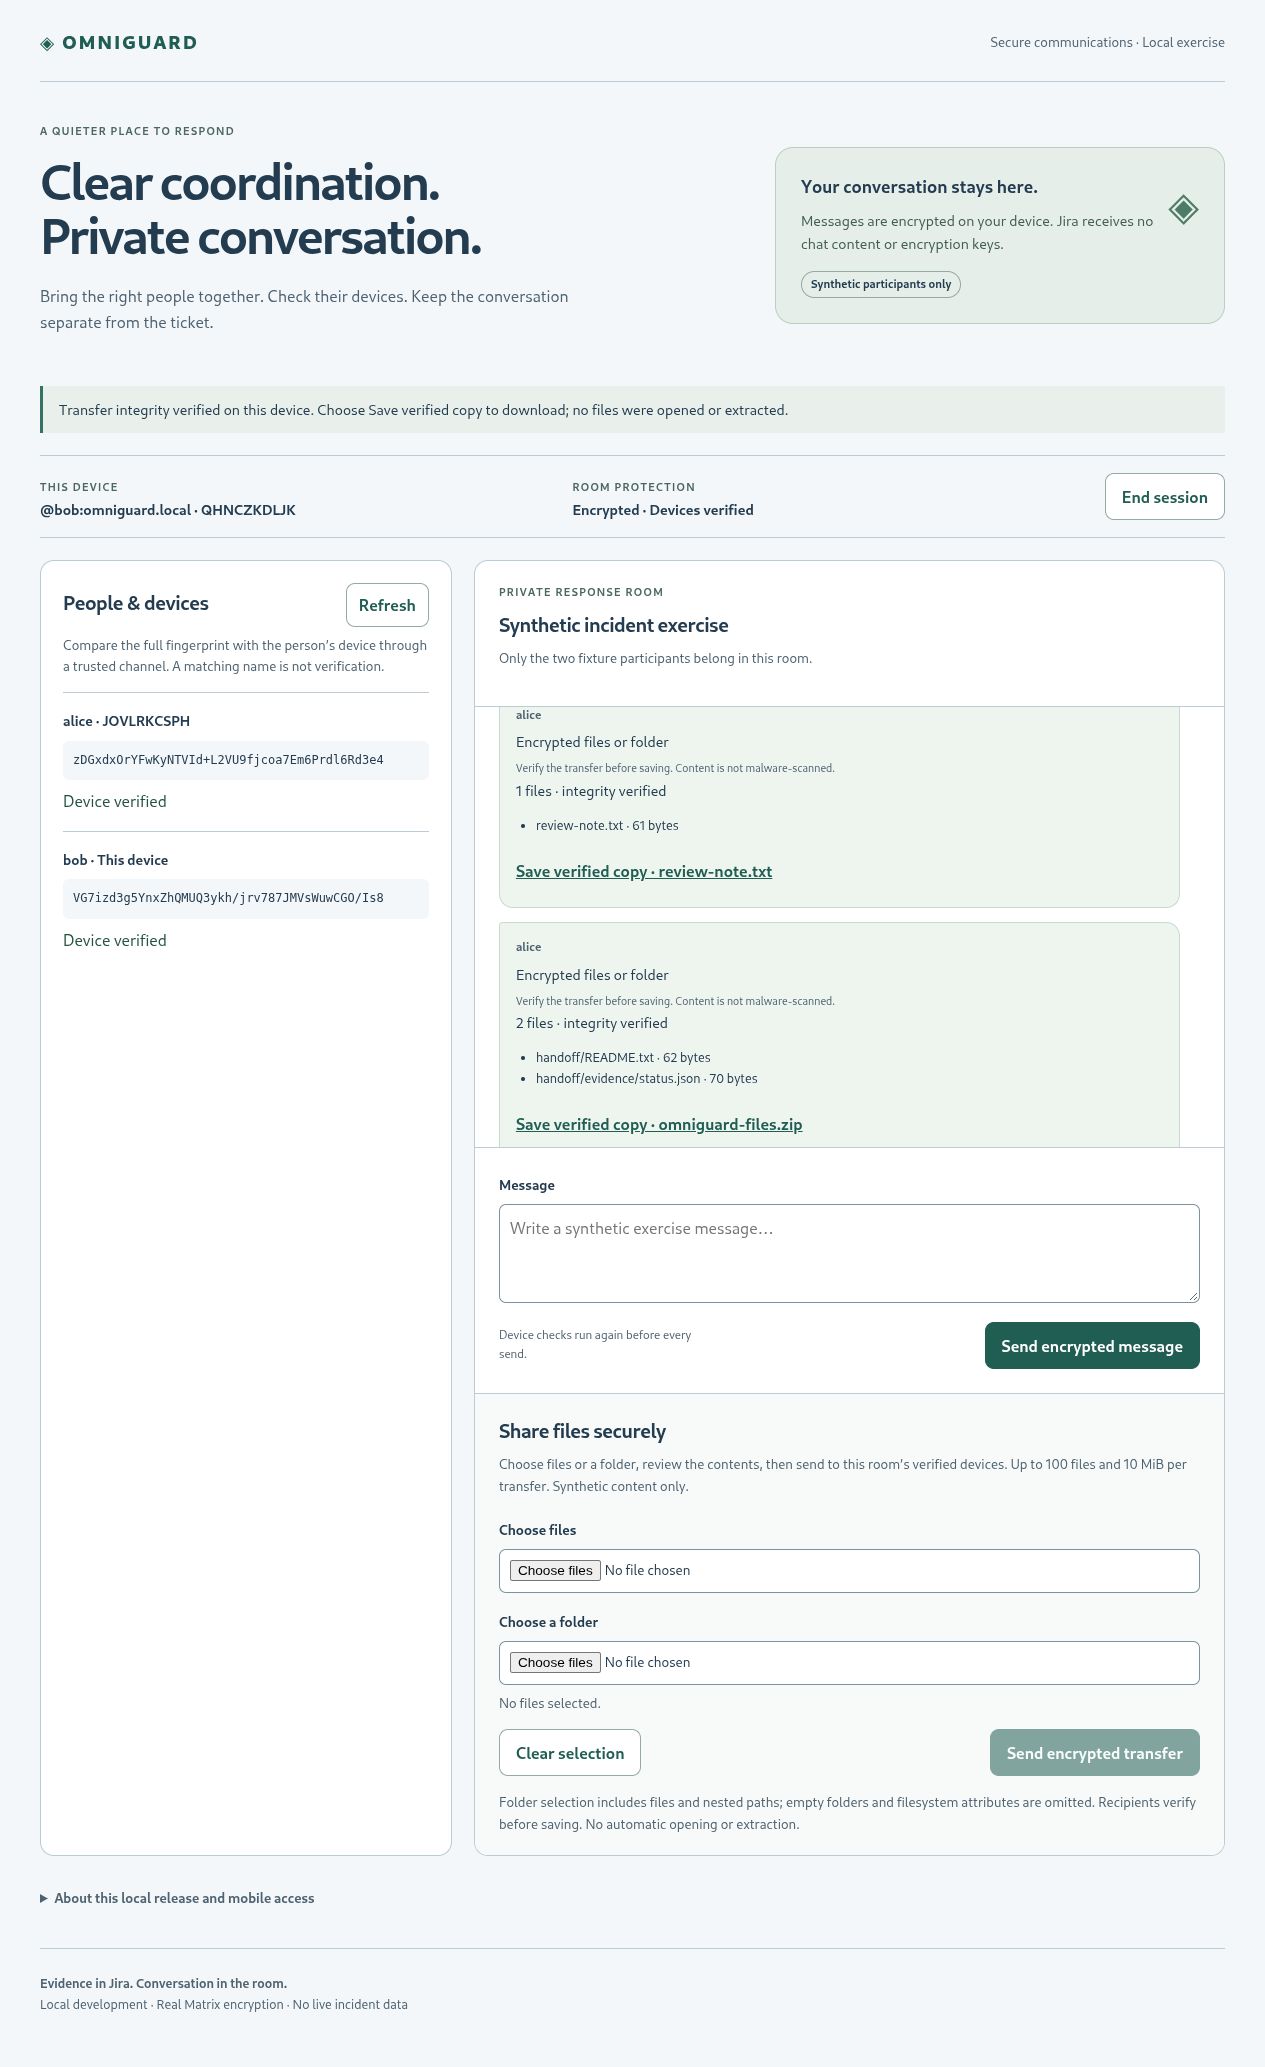 ◈ OMNIGUARD
Secure communications · Local exercise
A QUIETER PLACE TO RESPOND
Clear coordination.
Private conversation.
Bring the right people together. Check their devices. Keep the conversation
separate from the ticket.
Your conversation stays here.
Messages are encrypted on your device. Jira receives no
chat content or encryption keys.
Synthetic participants only
Transfer integrity verified on this device. Choose Save verified copy to download; no files were opened or extracted.
THIS DEVICE
@bob:omniguard.local · QHNCZKDLJK
ROOM PROTECTION
Encrypted · Devices verified
End session
People & devices
Refresh
Compare the full fingerprint with the person's device through
a trusted channel. A matching name is not verification.
alice · JOVLRKCSPH
zDGxdxOrYFwKyNTVId+L2VU9fjcoa7Em6Prdl6Rd3e4
Device verified
bob · This device
VG7izd3g5YnxZhQMUQ3ykh/jrv787JMVsWuwCGO/Is8
Device verified
PRIVATE RESPONSE ROOM
Synthetic incident exercise
Only the two fixture participants belong in this room.
alice
Encrypted files or folder
Verify the transfer before saving. Content is not malware-scanned.
1 files · integrity verified
• review-note.txt · 61 bytes
Save verified copy · review-note.txt
alice
Encrypted files or folder
Verify the transfer before saving. Content is not malware-scanned.
2 files · integrity verified
• handoff/README.txt · 62 bytes
• handoff/evidence/status.json · 70 bytes
Save verified copy · omniguard-files.zip
Message
Write a synthetic exercise message…
Device checks run again before every
send.
Send encrypted message
Share files securely
Choose files or a folder, review the contents, then send to this room's verified devices. Up to 100 files and 10 MiB per
transfer. Synthetic content only.
Choose files
Choose files No file chosen
Choose a folder
Choose files No file chosen
No files selected.
Clear selection
Send encrypted transfer
Folder selection includes files and nested paths; empty folders and filesystem attributes are omitted. Recipients verify
before saving. No automatic opening or extraction.
▶ About this local release and mobile access
Evidence in Jira. Conversation in the room.
Local development · Real Matrix encryption · No live incident data